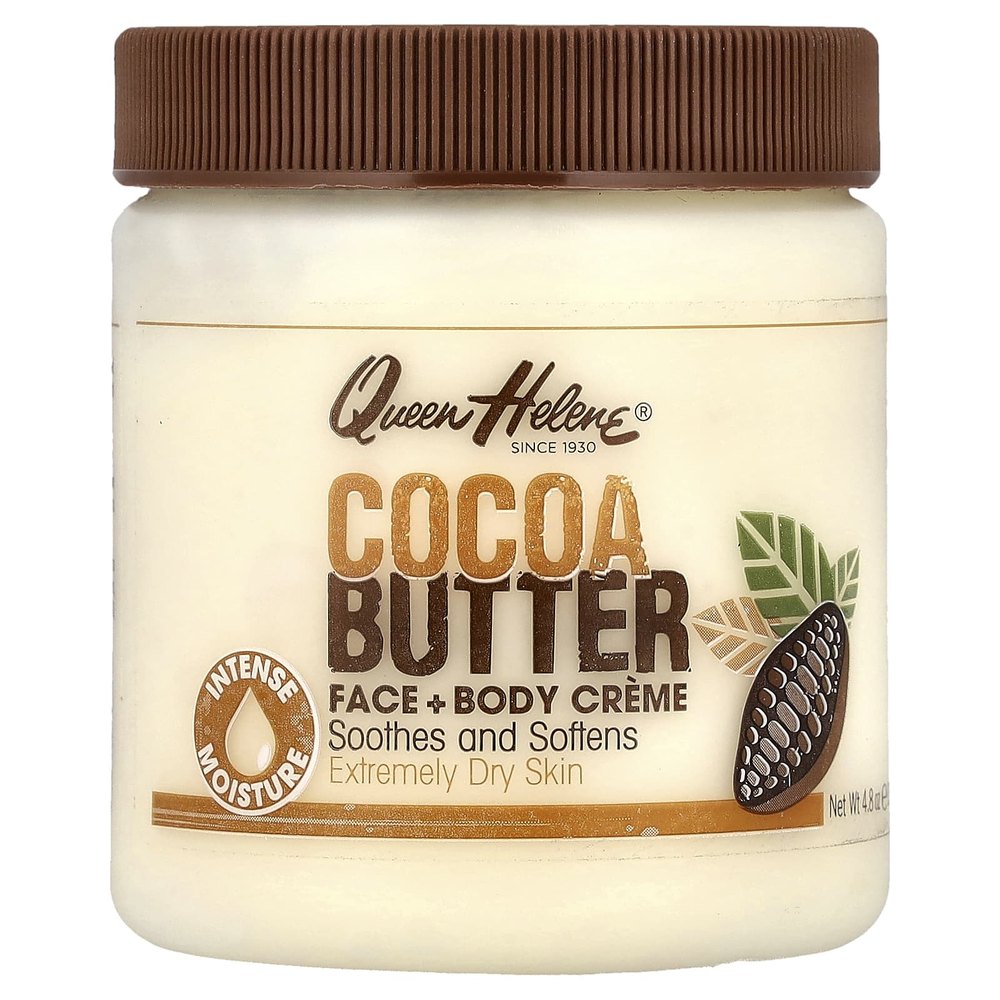 Queen Helene®
SINCE 1930
COCOA
BUTTER
FACE + BODY CRÈME
Soothes and Softens
Extremely Dry Skin
INTENSE
MOISTURE
Net Wt 4.8 oz ℮